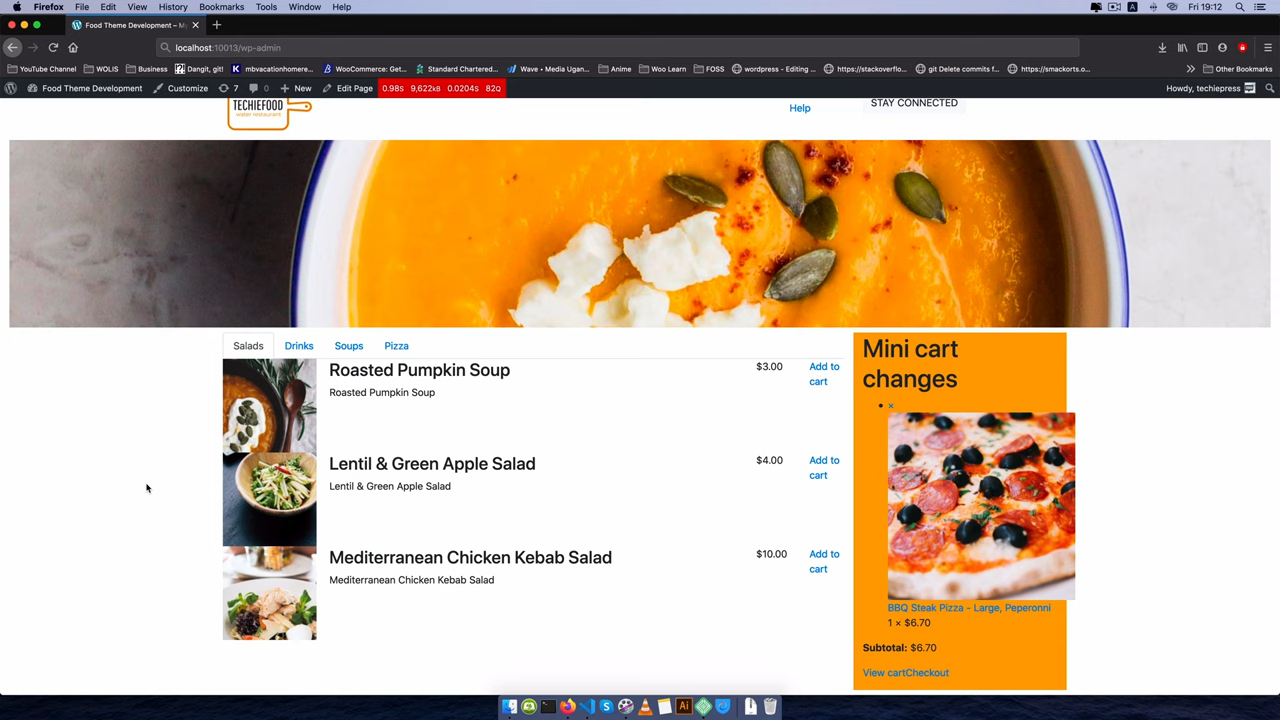 Firefox File Edit View History Bookmarks Tools Window Help
A Fri 19:12
Food Theme Development – My
localhost:10013/wp-admin
YouTube Channel WOLIS Business Dangit, git! mbvacationhomere... WooCommerce: Get... Standard Chartered... Wave • Media Ugan... Anime Woo Learn FOSS wordpress - Editing ... https://stackoverflo... git Delete commits f... https://smackorts.o... Other Bookmarks
Food Theme Development Customize 7 0 New Edit Page 0.98S 9,622KB 0.0204S 82Q Howdy, techiepress
TECHIEFOOD
water restaurant
Help
STAY CONNECTED
Salads Drinks Soups Pizza
Roasted Pumpkin Soup
Roasted Pumpkin Soup
$3.00
Add to
cart
Lentil & Green Apple Salad
Lentil & Green Apple Salad
$4.00
Add to
cart
Mediterranean Chicken Kebab Salad
Mediterranean Chicken Kebab Salad
$10.00
Add to
cart
Mini cart
changes
×
BBQ Steak Pizza - Large, Peperonni
1 × $6.70
Subtotal: $6.70
View cartCheckout
Ai